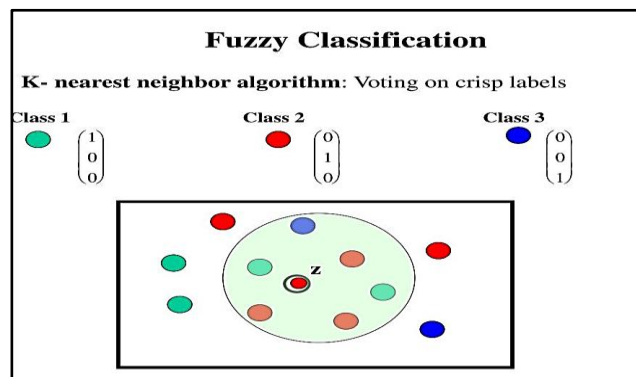 Fuzzy Classification
K- nearest neighbor algorithm: Voting on crisp labels
Class 1
Class 2
Class 3
1
0
0
0
1
0
0
0
1
z